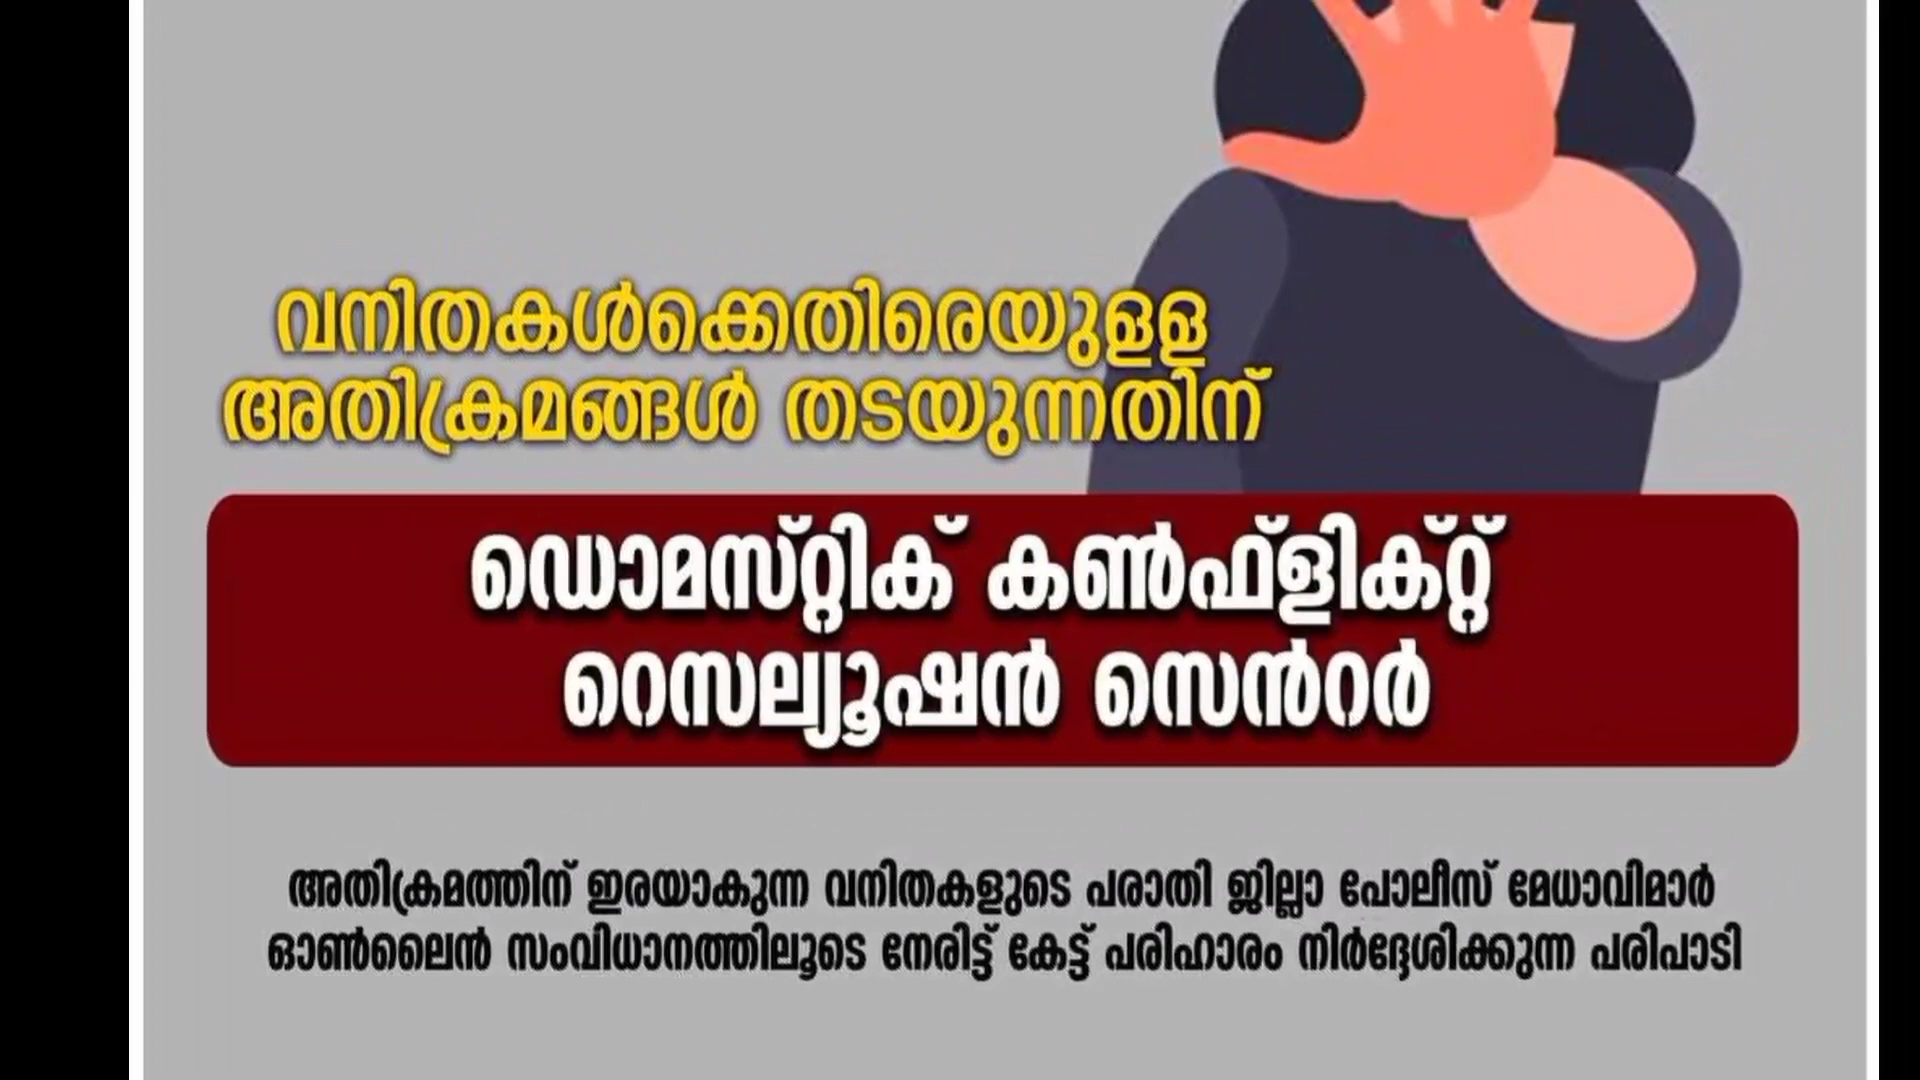 വനിതകൾക്കെതിരെയുളള
അതിക്രമങ്ങൾ തടയുന്നതിന്
ഡൊമസ്റ്റിക് കൺഫ്ളിക്റ്റ്
റെസല്യൂഷൻ സെൻറർ
അതിക്രമത്തിന് ഇരയാകുന്ന വനിതകളുടെ പരാതി ജില്ലാ പോലീസ് മേധാവിമാർ
ഓൺലൈൻ സംവിധാനത്തിലൂടെ നേരിട്ട് കേട്ട് പരിഹാരം നിർദ്ദേശിക്കുന്ന പരിപാടി